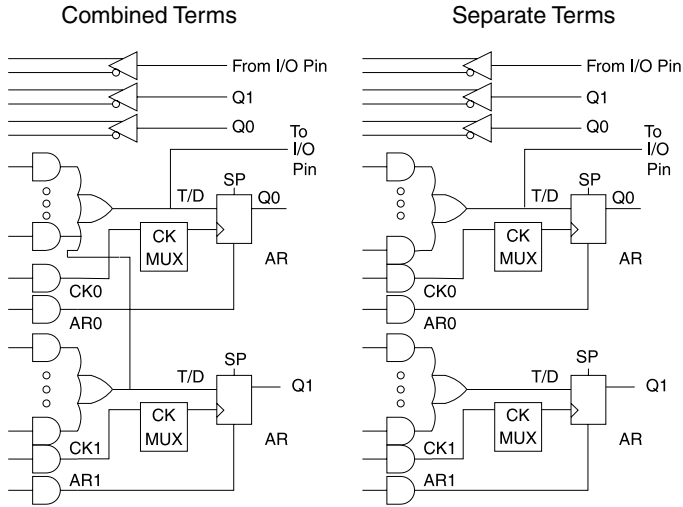 Combined Terms
From I/O Pin
Q1
Q0
To
I/O
Pin
SP
T/D
Q0
CK
MUX
AR
CK0
AR0
SP
T/D
Q1
CK
MUX
AR
CK1
AR1
Separate Terms
From I/O Pin
Q1
Q0
To
I/O
Pin
SP
T/D
Q0
CK
MUX
AR
CK0
AR0
SP
T/D
Q1
CK
MUX
AR
CK1
AR1